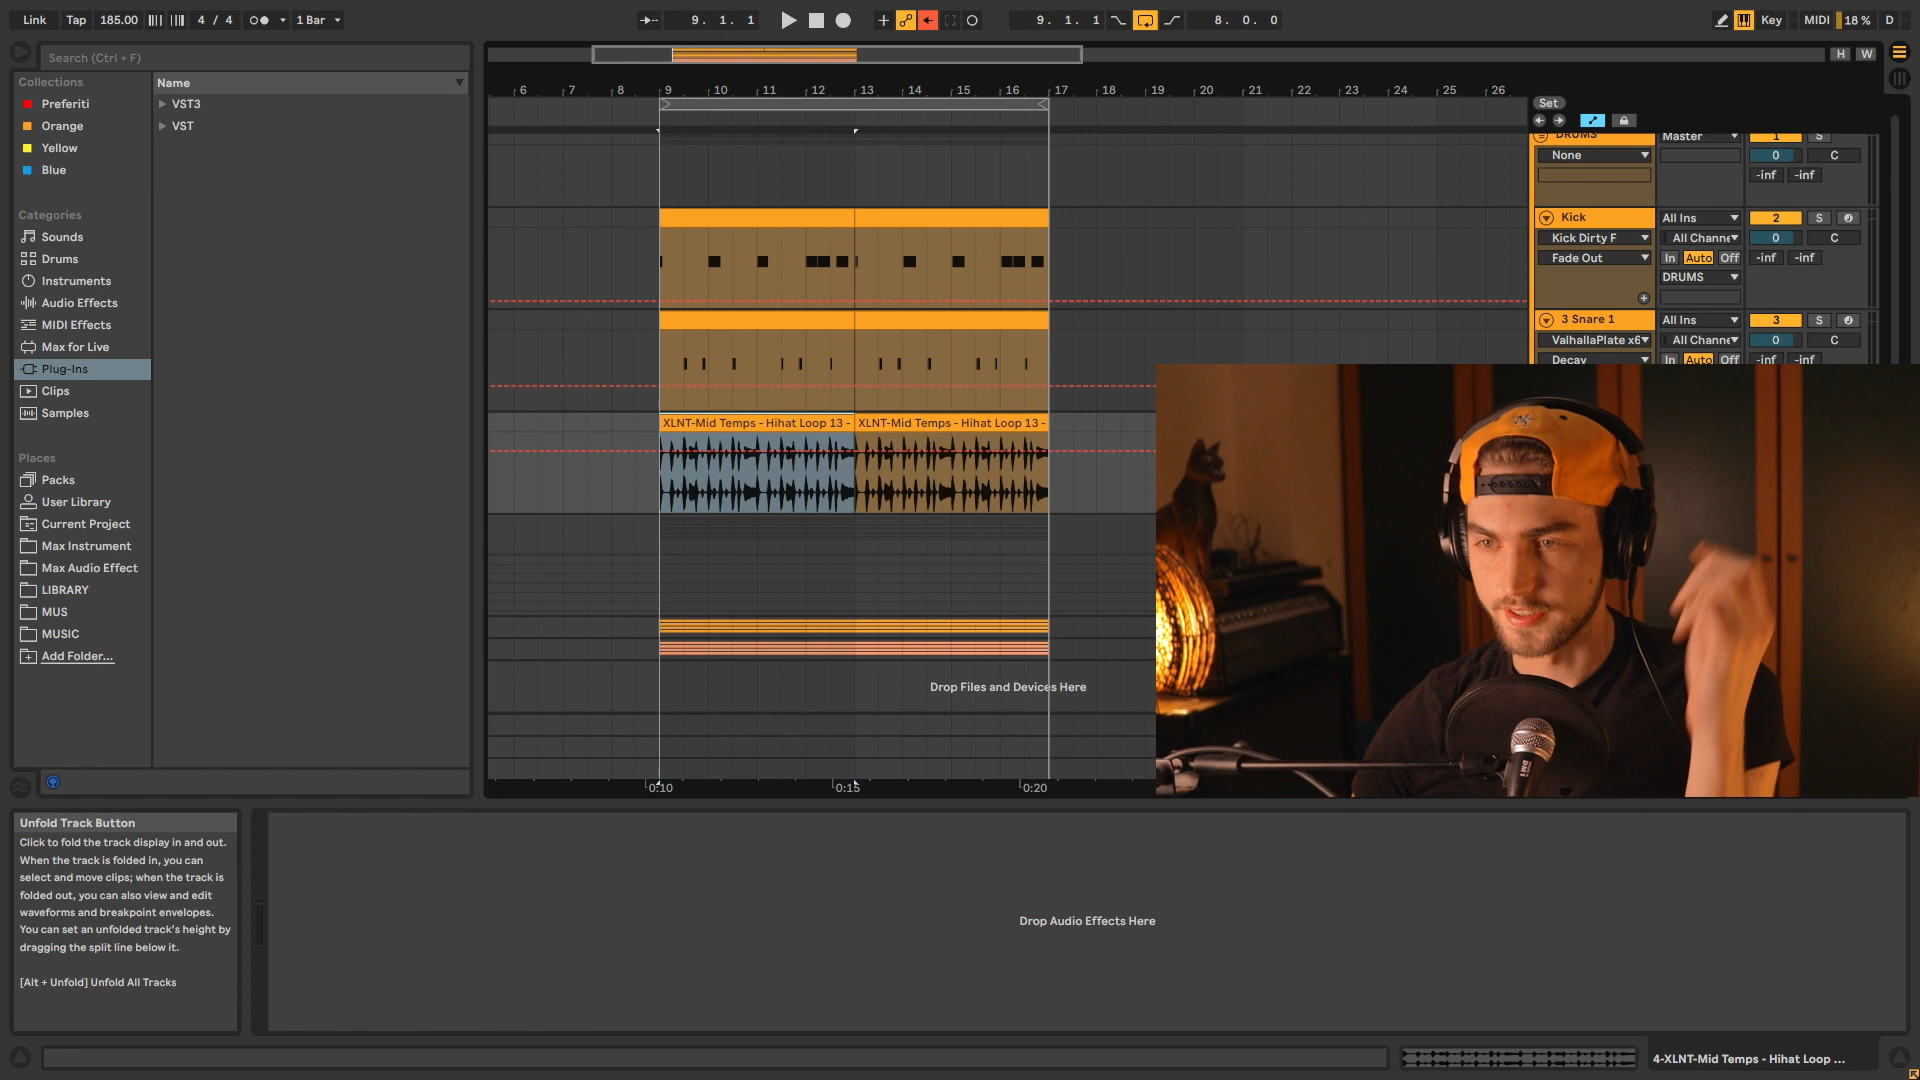 Link Tap 185.00 4 / 4 1 Bar 9. 1. 1 9. 1. 1 8. 0. 0 Key MIDI 18 % D
Search (Ctrl + F)
H W
Collections
Preferiti
Orange
Yellow
Blue
Categories
Sounds
Drums
Instruments
Audio Effects
MIDI Effects
Max for Live
Plug-Ins
Clips
Samples
Places
Packs
User Library
Current Project
Max Instrument
Max Audio Effect
LIBRARY
MUS
MUSIC
Add Folder...
Name
VST3
VST
6 7 8 9 10 11 12 13 14 15 16 17 18 19 20 21 22 23 24 25 26
Set
DRUMS Master 1 S
None 0 C
-inf -inf
Kick All Ins 2 S
Kick Dirty F All Channe 0 C
Fade Out In Auto Off -inf -inf
DRUMS
3 Snare 1 All Ins 3 S
ValhallaPlate x6 All Channe 0 C
Decay In Auto Off -inf -inf
XLNT-Mid Temps - Hihat Loop 13 - XLNT-Mid Temps - Hihat Loop 13 -
Drop Files and Devices Here
0:10 0:15 0:20
Unfold Track Button
Click to fold the track display in and out.
When the track is folded in, you can
select and move clips; when the track is
folded out, you can also view and edit
waveforms and breakpoint envelopes.
You can set an unfolded track's height by
dragging the split line below it.
[Alt + Unfold] Unfold All Tracks
Drop Audio Effects Here
4-XLNT-Mid Temps - Hihat Loop ...